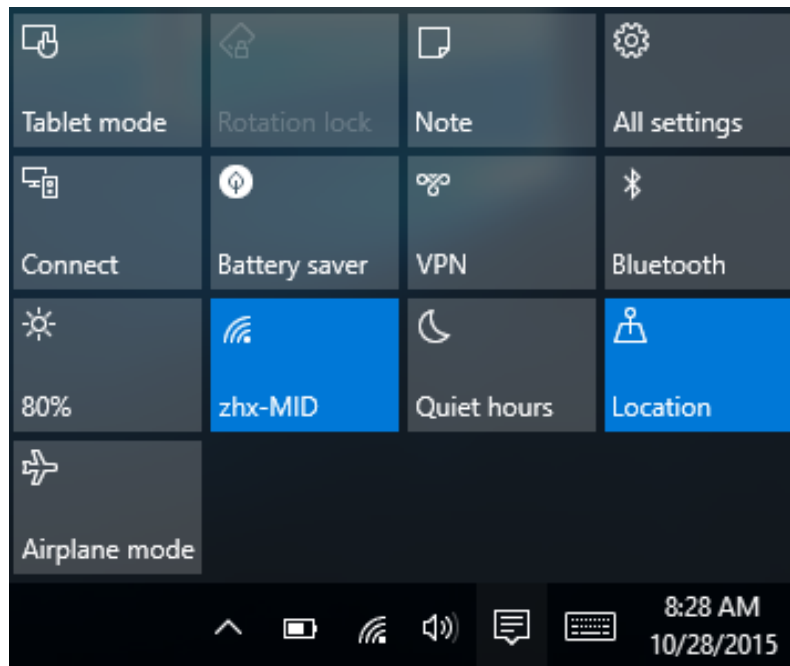 Tablet mode
Rotation lock
Note
All settings
Connect
Battery saver
VPN
Bluetooth
80%
zhx-MID
Quiet hours
Location
Airplane mode
8:28 AM
10/28/2015